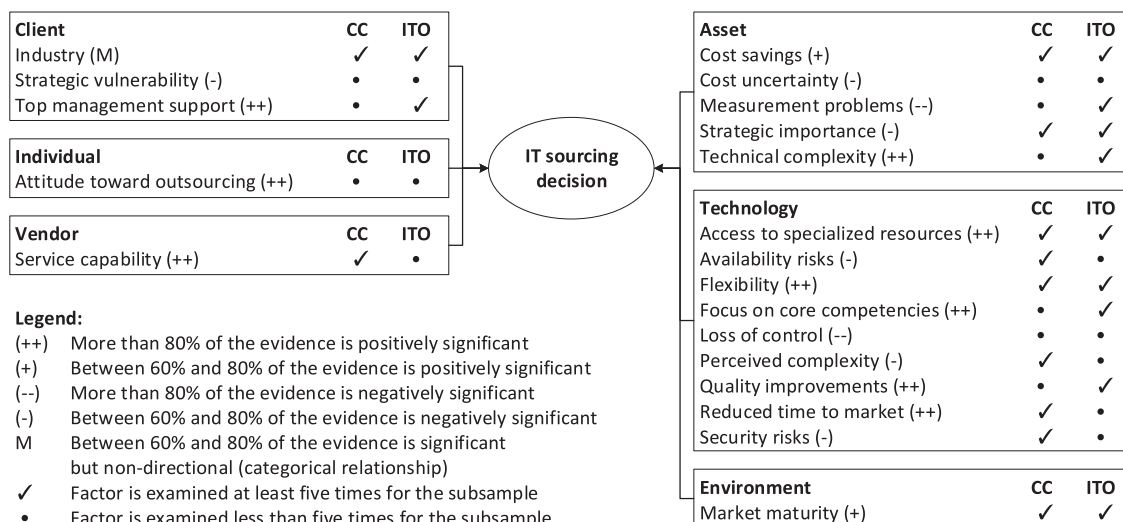 Client CC ITO
Industry (M) ✓ ✓
Strategic vulnerability (-) • •
Top management support (++) • ✓
Individual CC ITO
Attitude toward outsourcing (++) • •
Vendor CC ITO
Service capability (++) ✓ •
IT sourcing
decision
Asset CC ITO
Cost savings (+) ✓ ✓
Cost uncertainty (-) • •
Measurement problems (--) • ✓
Strategic importance (-) ✓ ✓
Technical complexity (++) • ✓
Technology CC ITO
Access to specialized resources (++) ✓ ✓
Availability risks (-) ✓ •
Flexibility (++) ✓ ✓
Focus on core competencies (++) • ✓
Loss of control (--) • •
Perceived complexity (-) ✓ •
Quality improvements (++) • ✓
Reduced time to market (++) ✓ •
Security risks (-) ✓ •
Environment CC ITO
Market maturity (+) ✓ ✓
Legend:
(++) More than 80% of the evidence is positively significant
(+) Between 60% and 80% of the evidence is positively significant
(--) More than 80% of the evidence is negatively significant
(-) Between 60% and 80% of the evidence is negatively significant
M Between 60% and 80% of the evidence is significant
but non-directional (categorical relationship)
✓ Factor is examined at least five times for the subsample
• Factor is examined less than five times for the subsample